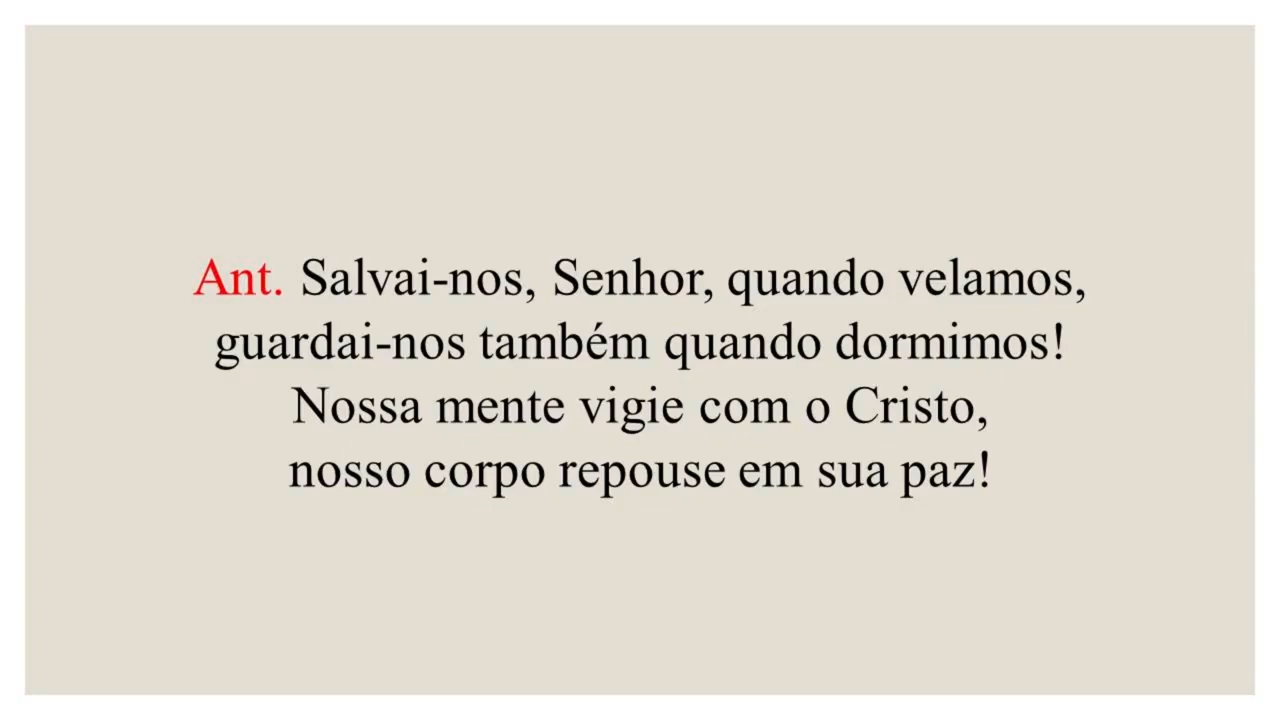 Ant. Salvai-nos, Senhor, quando velamos,
guardai-nos também quando dormimos!
Nossa mente vigie com o Cristo,
nosso corpo repouse em sua paz!